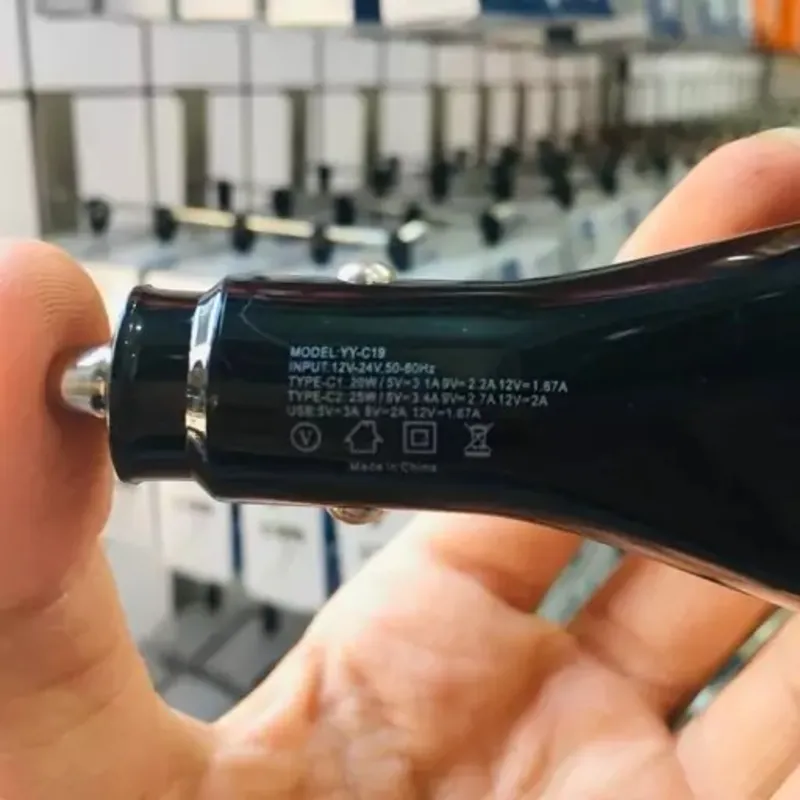 MODEL:YY-C19
INPUT:12V-24V,50-60Hz
TYPE-C1: 20W/5V=3.1A 9V=2.2A 12V=1.67A
TYPE-C2: 25W/5V=3.4A 9V=2.7A 12V=2A
USB:5V=3A 9V=2A 12V=1.67A
V
Made in China